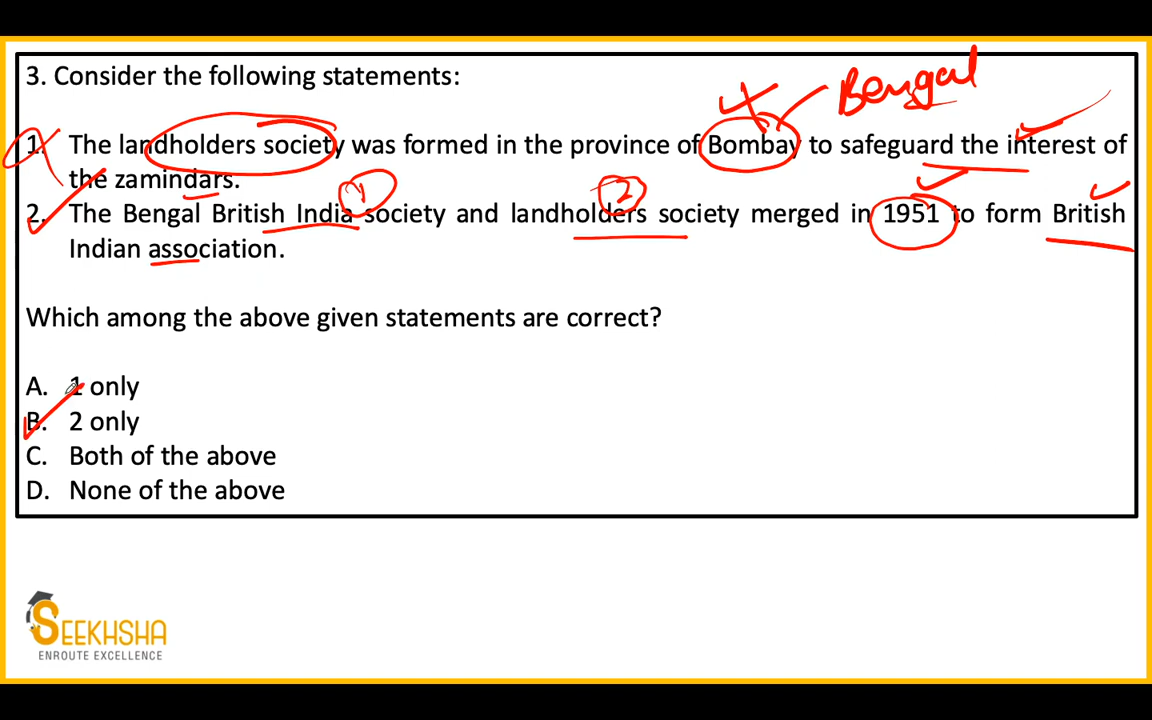 Bengal
3. Consider the following statements:
1. The landholders society was formed in the province of Bombay to safeguard the interest of
the zamindars.
1 2
2. The Bengal British India society and landholders society merged in 1951 to form British
Indian association.
Which among the above given statements are correct?
A. 1 only
B. 2 only
C. Both of the above
D. None of the above
SEEKHSHA
ENROUTE EXCELLENCE